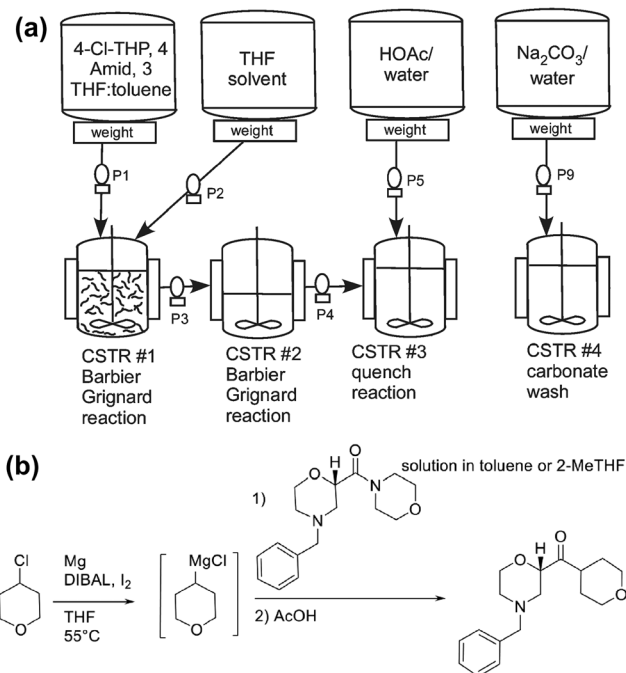 (a)
4-Cl-THP, 4
Amid, 3
THF:toluene
THF
solvent
HOAc/
water
Na₂CO₃/
water
weight
weight
weight
weight
P1
P2
P5
P9
P3
P4
CSTR #1
Barbier
Grignard
reaction
CSTR #2
Barbier
Grignard
reaction
CSTR #3
quench
reaction
CSTR #4
carbonate
wash
(b)
Cl
O
Mg
DIBAL, I₂
THF
55°C
MgCl
O
1)
O
H
O
N
O
N
solution in toluene or 2-MeTHF
2) AcOH
O
H
O
O
N